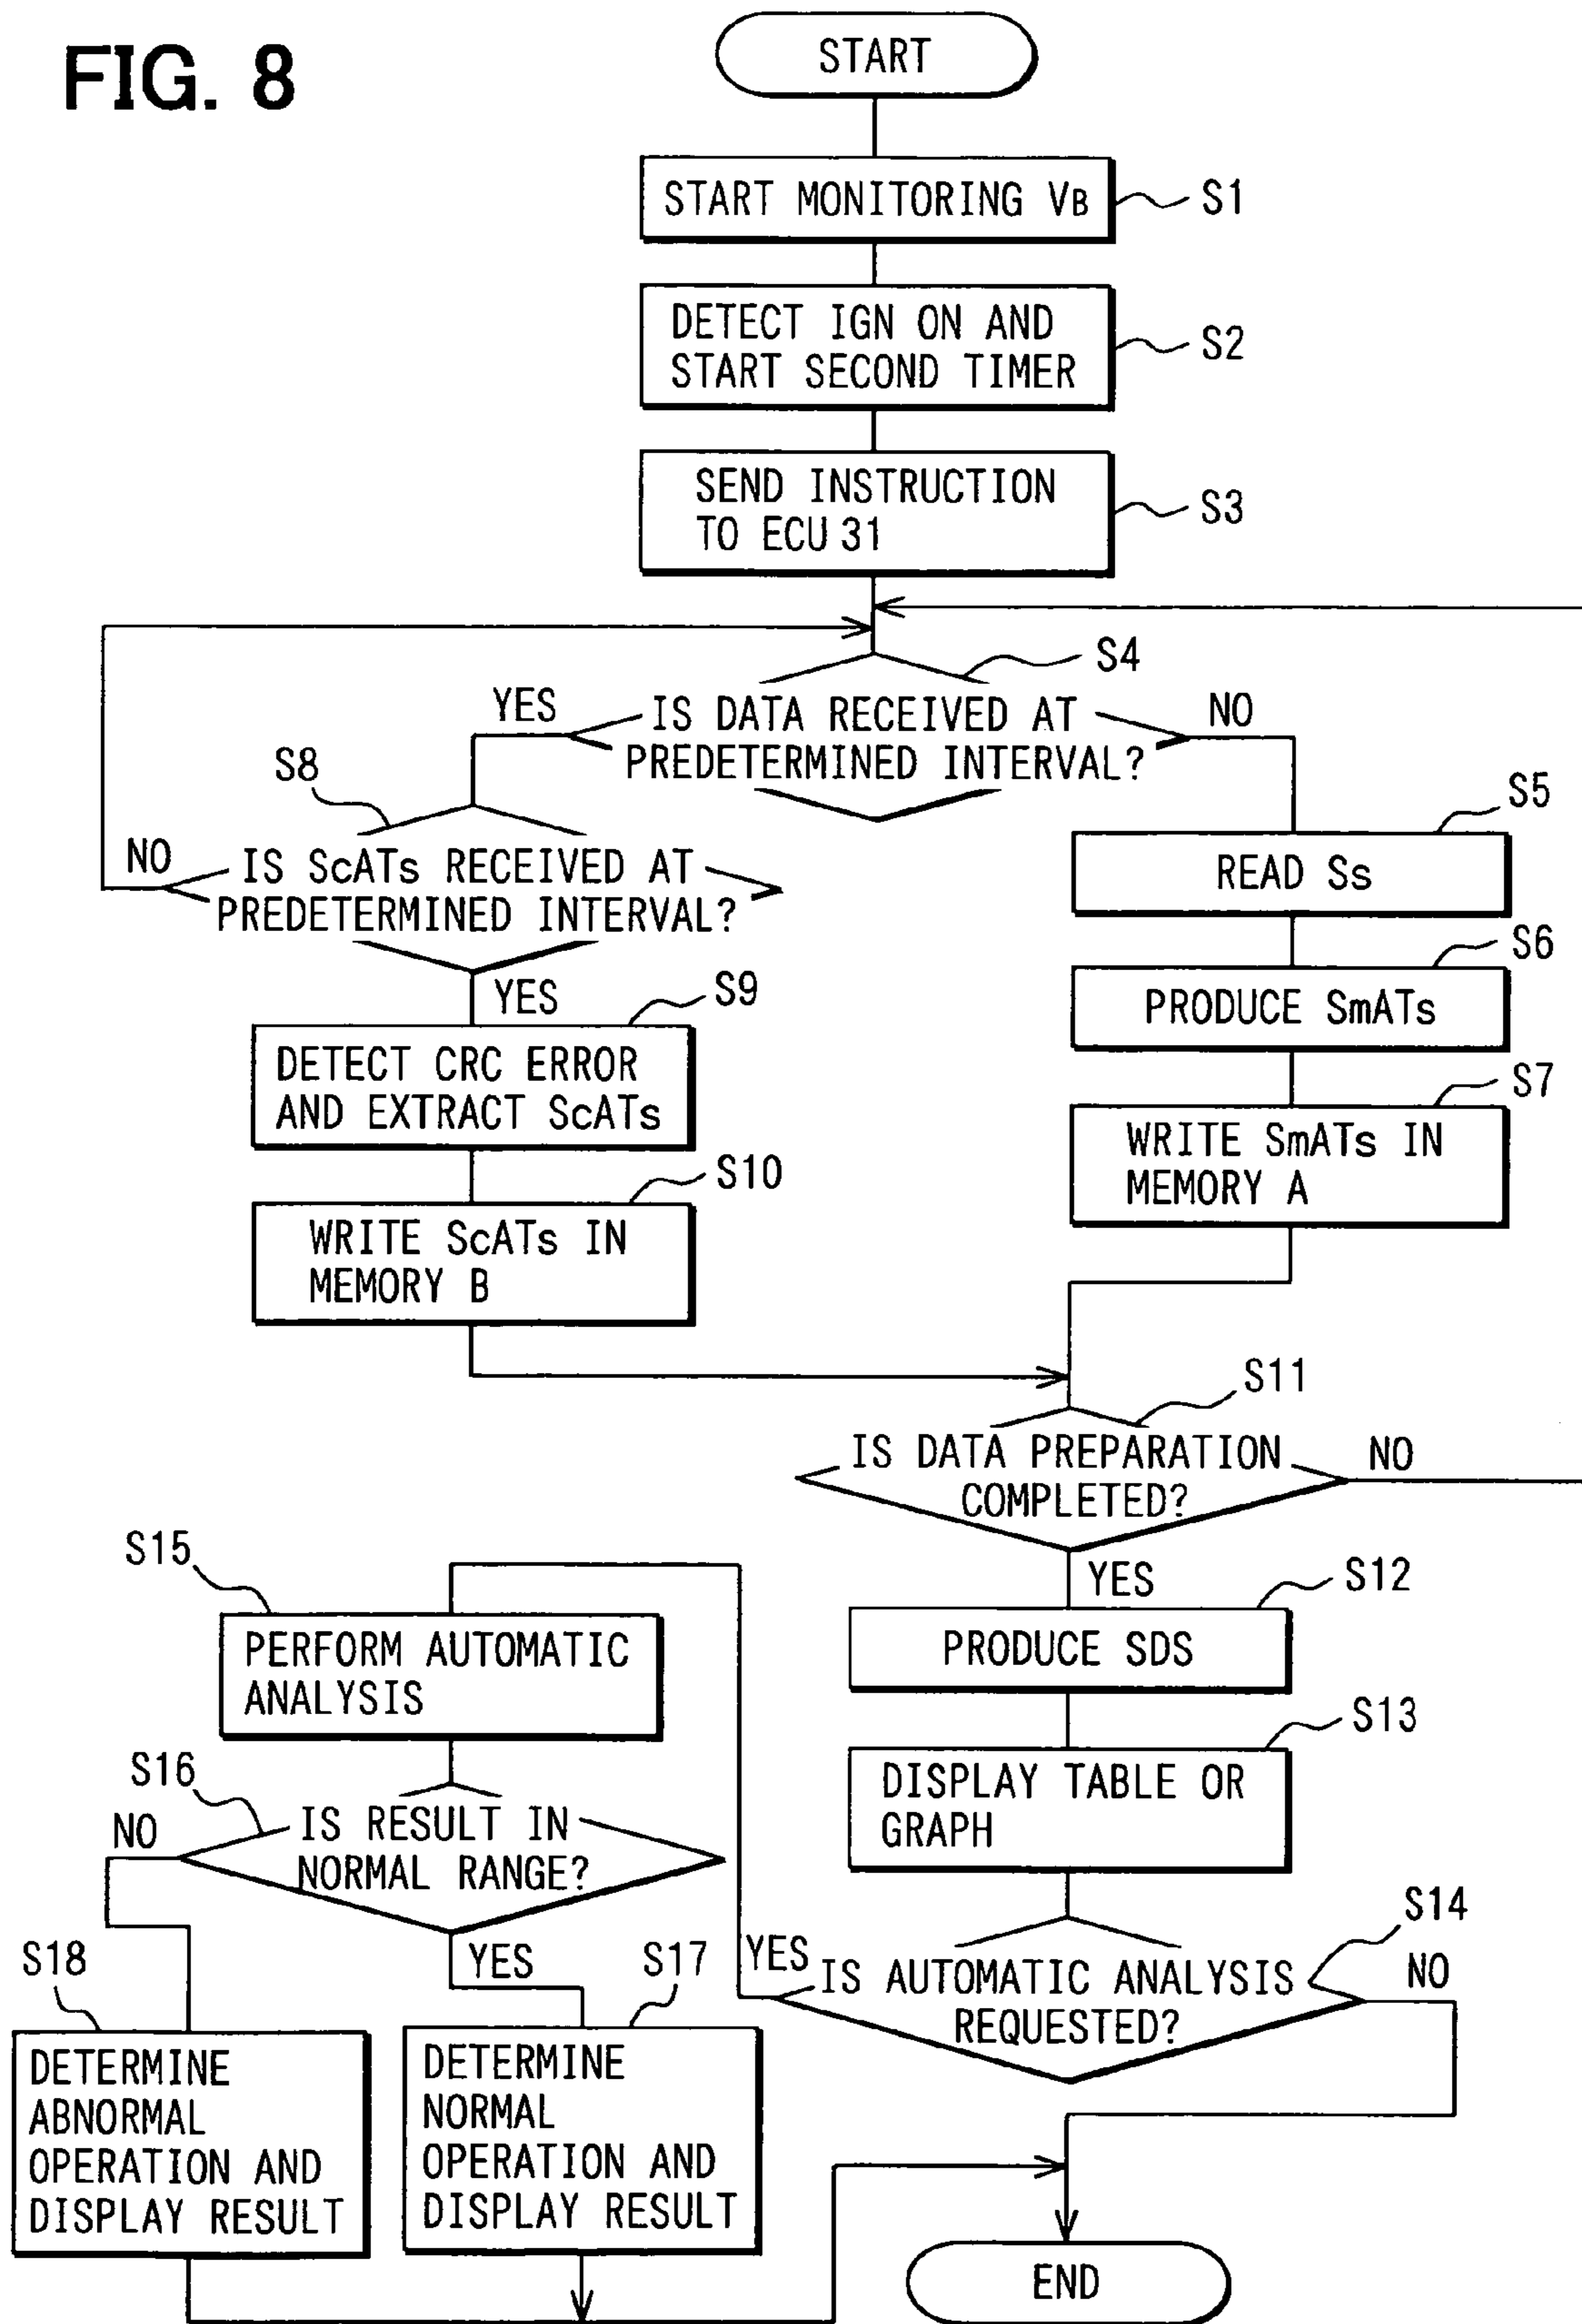 FIG. 8
START
START MONITORING VB
S1
DETECT IGN ON AND
START SECOND TIMER
S2
SEND INSTRUCTION
TO ECU 31
S3
S4
YES
IS DATA RECEIVED AT
PREDETERMINED INTERVAL?
NO
S8
NO
IS ScATs RECEIVED AT
PREDETERMINED INTERVAL?
YES
S5
READ Ss
S6
PRODUCE SmATs
S7
WRITE SmATs IN
MEMORY A
S9
DETECT CRC ERROR
AND EXTRACT ScATs
S10
WRITE ScATs IN
MEMORY B
S11
IS DATA PREPARATION
COMPLETED?
NO
YES
S12
PRODUCE SDS
S13
DISPLAY TABLE OR
GRAPH
S14
YES
IS AUTOMATIC ANALYSIS
REQUESTED?
NO
S15
PERFORM AUTOMATIC
ANALYSIS
S16
NO
IS RESULT IN
NORMAL RANGE?
YES
S18
DETERMINE
ABNORMAL
OPERATION AND
DISPLAY RESULT
S17
DETERMINE
NORMAL
OPERATION AND
DISPLAY RESULT
END